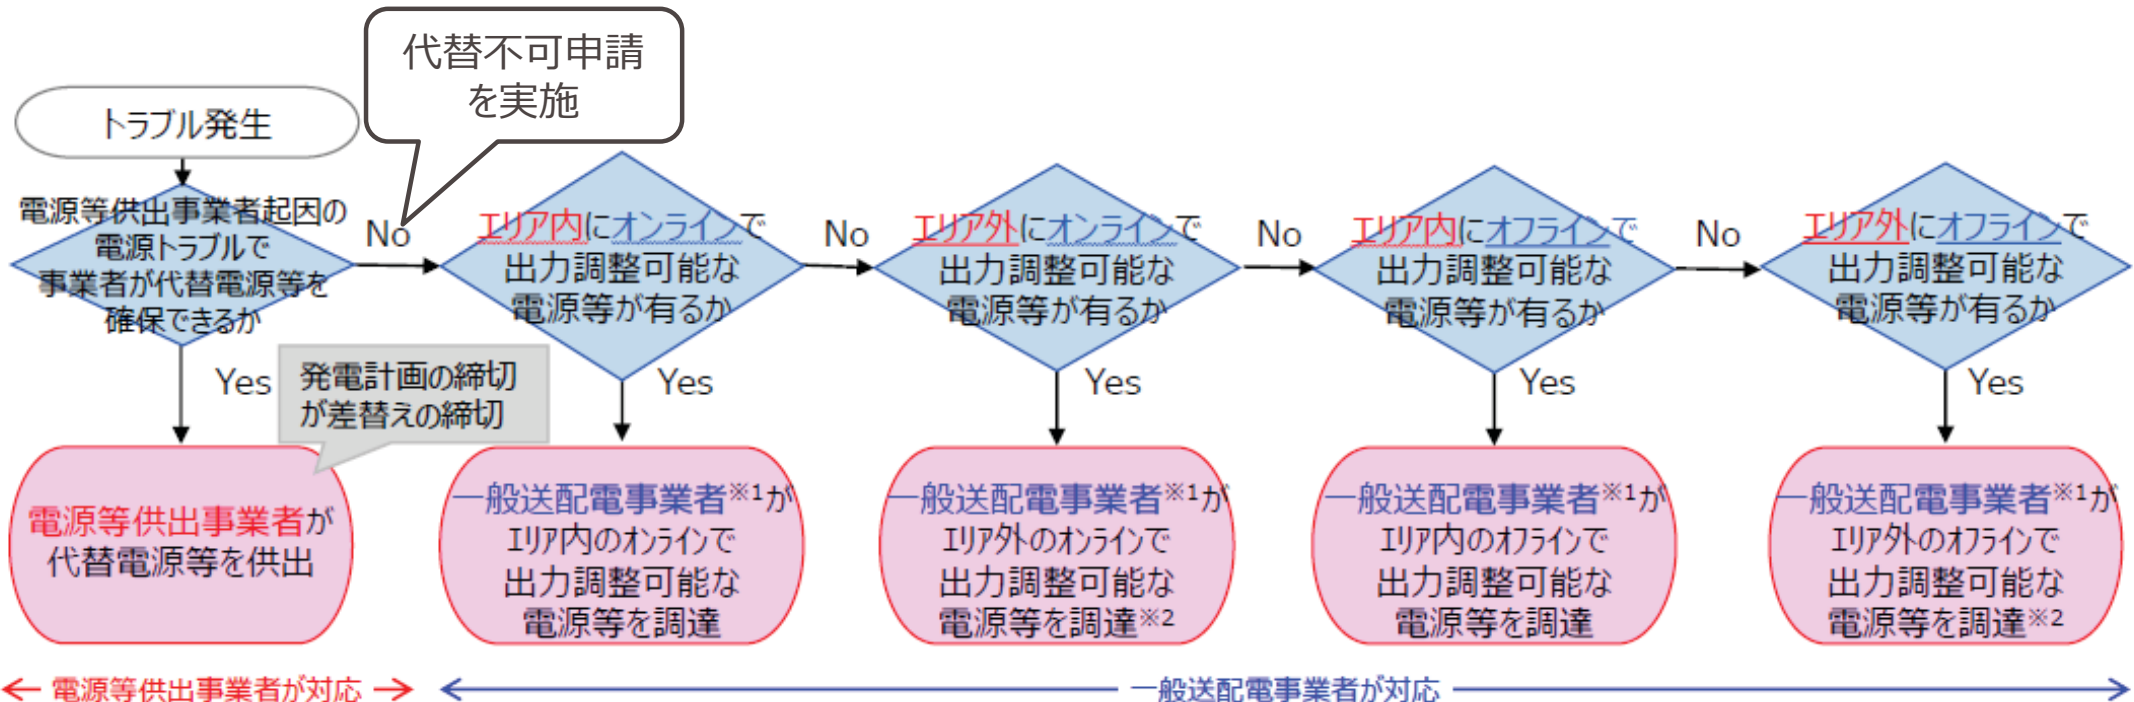 代替不可申請
を実施
トラブル発生
電源等供出事業者起因の
電源トラブルで
事業者が代替電源等を
確保できるか
No
エリア内にオンラインで
出力調整可能な
電源等が有るか
No
エリア外にオンラインで
出力調整可能な
電源等が有るか
No
エリア内にオフラインで
出力調整可能な
電源等が有るか
No
エリア外にオフラインで
出力調整可能な
電源等が有るか
Yes
発電計画の締切
が差替えの締切
Yes
Yes
Yes
Yes
電源等供出事業者が
代替電源等を供出
一般送配電事業者※1が
エリア内のオンラインで
出力調整可能な
電源等を調達
一般送配電事業者※1が
エリア外のオンラインで
出力調整可能な
電源等を調達※2
一般送配電事業者※1が
エリア内のオフラインで
出力調整可能な
電源等を調達
一般送配電事業者※1が
エリア外のオフラインで
出力調整可能な
電源等を調達※2
電源等供出事業者が対応
一般送配電事業者が対応